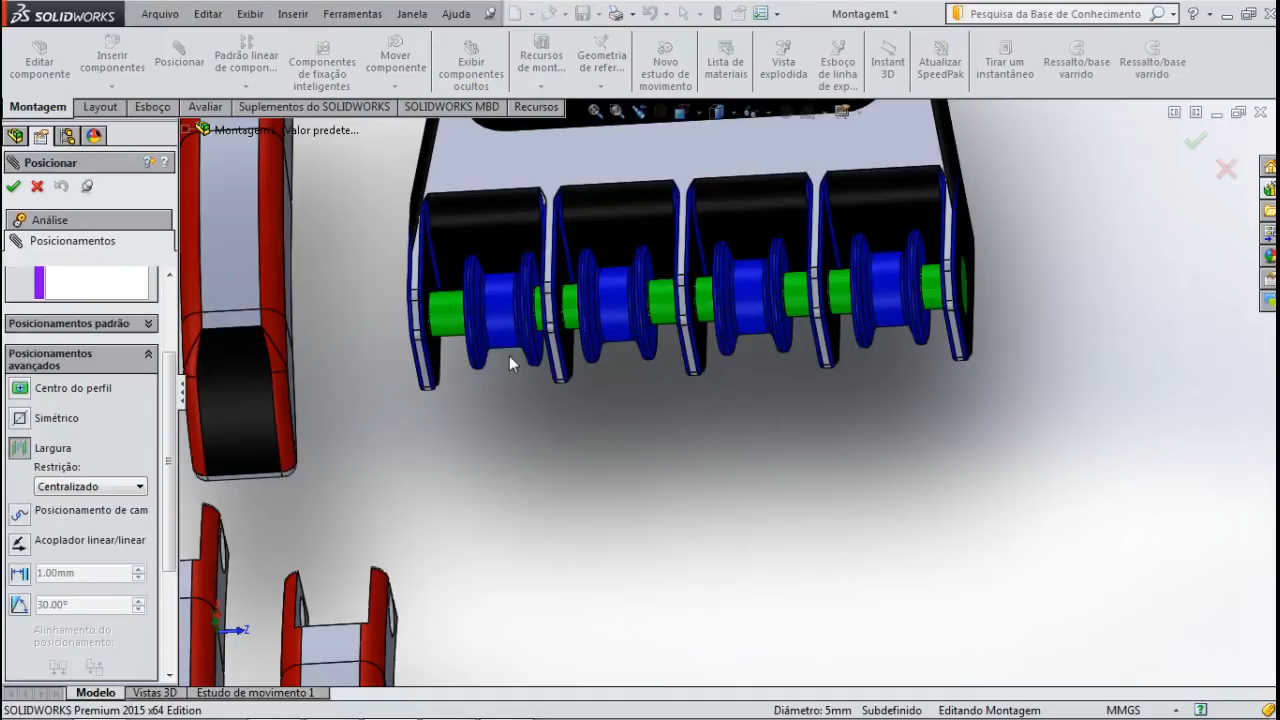 SOLIDWORKS
Arquivo Editar Exibir Inserir Ferramentas Janela Ajuda
Montagem1 *
Pesquisa da Base de Conhecimento
Editar componente
Inserir componentes
Posicionar
Padrão linear de compon...
Componentes de fixação inteligentes
Mover componente
Exibir componentes ocultos
Recursos de mont...
Geometria de refer...
Novo estudo de movimento
Lista de materiais
Vista explodida
Esboço de linha de exp...
Instant 3D
Atualizar SpeedPak
Tirar um instantâneo
Ressalto/base varrido
Ressalto/base varrido
Montagem Layout Esboço Avaliar Suplementos do SOLIDWORKS SOLIDWORKS MBD Recursos
Posicionar
Análise
Posicionamentos
Posicionamentos padrão
Posicionamentos avançados
Centro do perfil
Simétrico
Largura
Restrição:
Centralizado
Posicionamento de cam
Acoplador linear/linear
1.00mm
30.00°
Alinhamento do posicionamento:
Z
Modelo Vistas 3D Estudo de movimento 1
SOLIDWORKS Premium 2015 x64 Edition
Diâmetro: 5mm Subdefinido Editando Montagem MMGS